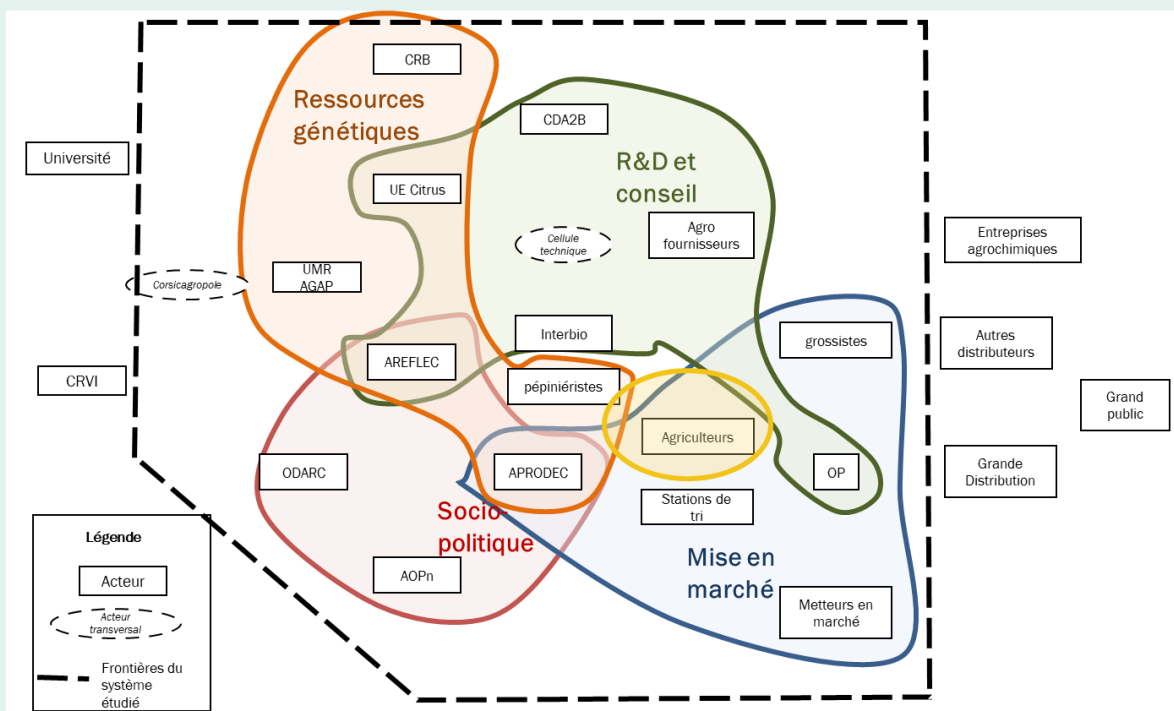 CRB
Ressources
génétiques
CDA2B
Université
R&D et
conseil
UE Citrus
Agro
fournisseurs
Cellule
technique
Entreprises
agrochimiques
UMR
AGAP
Corsicagropole
Interbio
grossistes
Autres
distributeurs
AREFLEC
CRVI
pépiniéristes
Grand
public
Agriculteurs
ODARC
APRODEC
OP
Grande
Distribution
Stations de
tri
Socio-
politique
Mise en
marché
AOPn
Metteurs en
marché
Légende
Acteur
Acteur
transversal
Frontières du
système
étudié